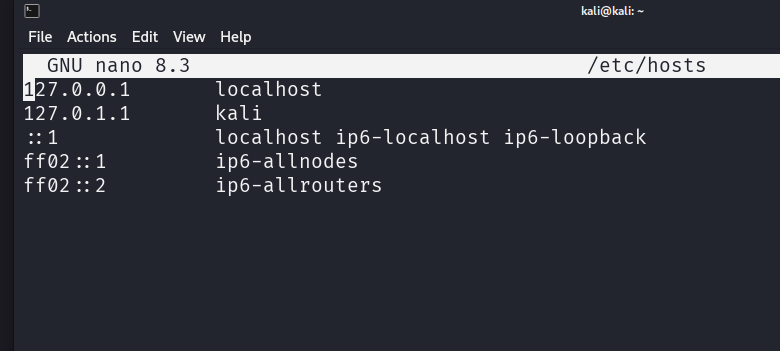 kali@kali: ~
File Actions Edit View Help
GNU nano 8.3 /etc/hosts
127.0.0.1 localhost
127.0.1.1 kali
::1 localhost ip6-localhost ip6-loopback
ff02::1 ip6-allnodes
ff02::2 ip6-allrouters